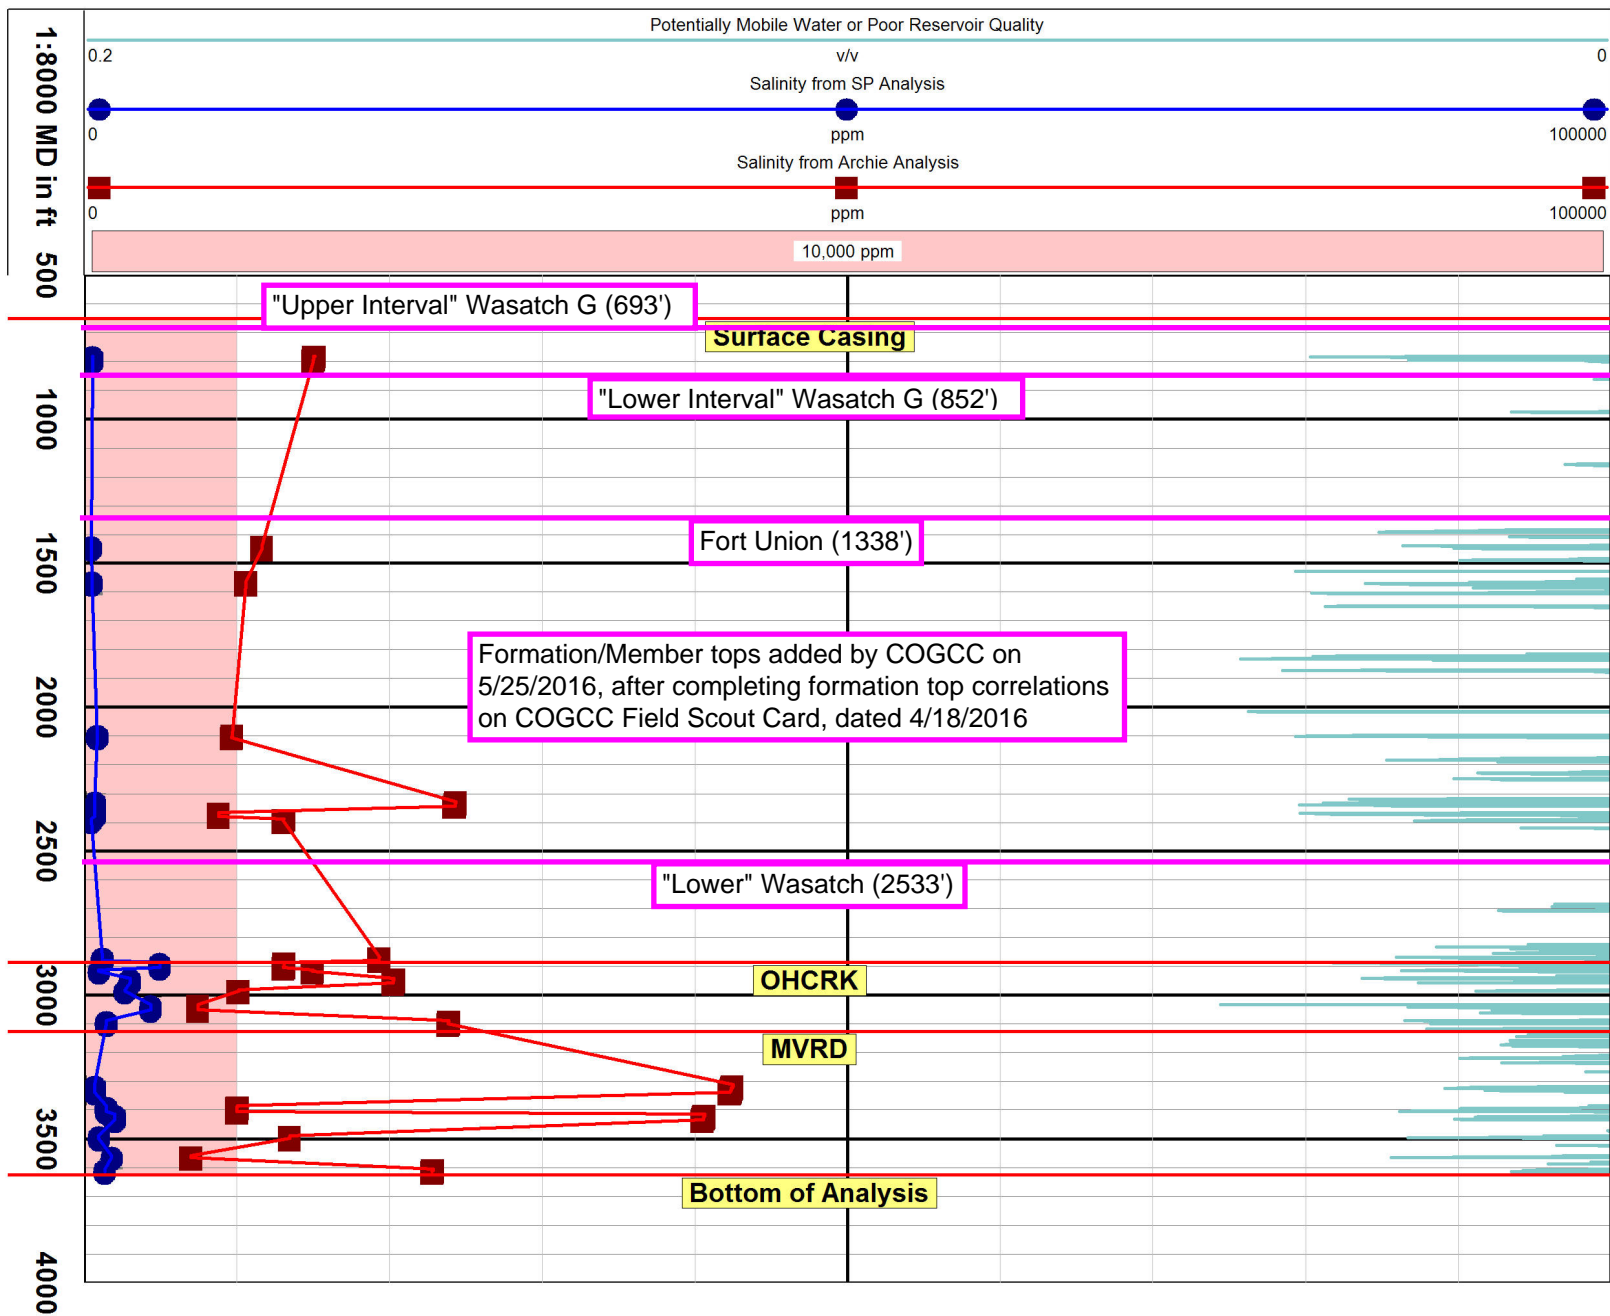 1:8000 MD in ft
Potentially Mobile Water or Poor Reservoir Quality
0.2 v/v 0
Salinity from SP Analysis
0 ppm 100000
Salinity from Archie Analysis
0 ppm 100000
10,000 ppm
500
"Upper Interval" Wasatch G (693')
Surface Casing
"Lower Interval" Wasatch G (852')
1000
Fort Union (1338')
1500
Formation/Member tops added by COGCC on
5/25/2016, after completing formation top correlations
on COGCC Field Scout Card, dated 4/18/2016
2000
2500
"Lower" Wasatch (2533')
OHCRK
3000
MVRD
3500
Bottom of Analysis
4000